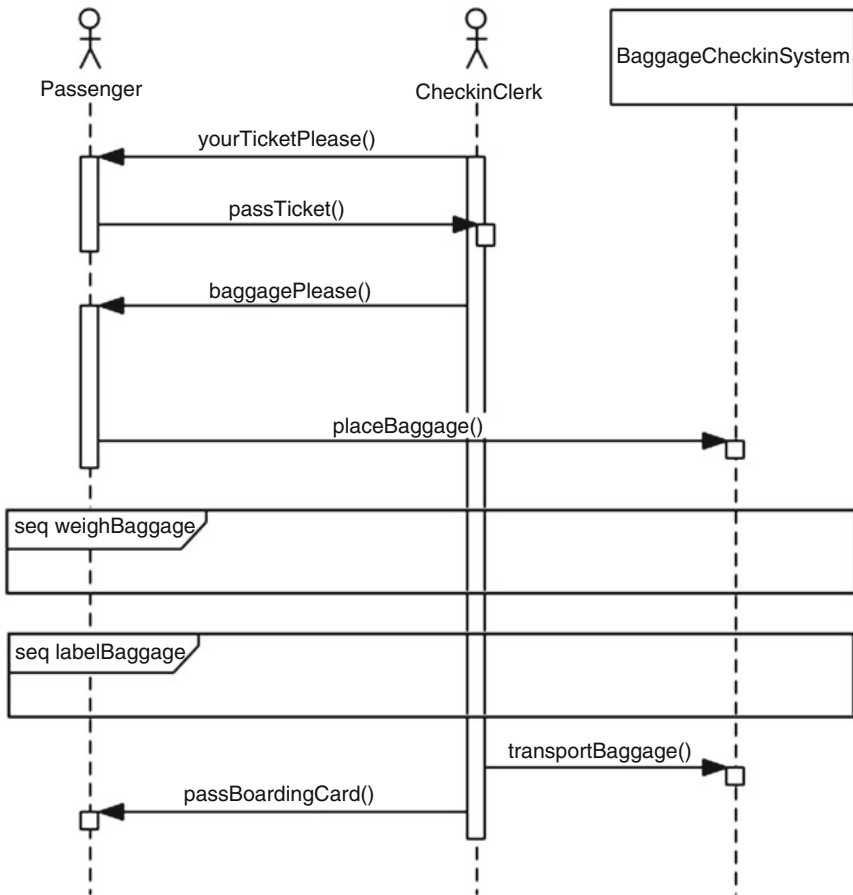 Passenger
CheckinClerk
BaggageCheckinSystem
yourTicketPlease()
passTicket()
baggagePlease()
placeBaggage()
seq weighBaggage
seq labelBaggage
transportBaggage()
passBoardingCard()